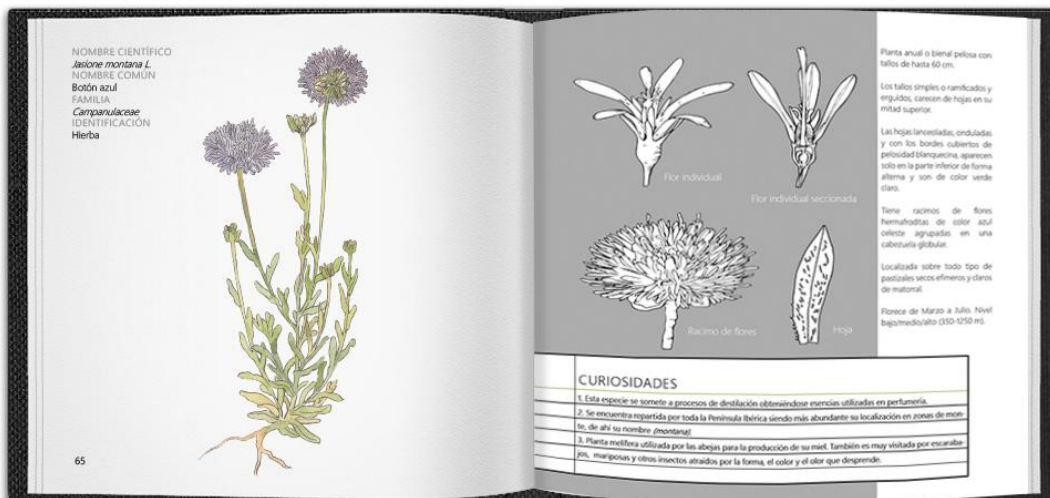 NOMBRE CIENTÍFICO
Jasione montana L.
NOMBRE COMÚN
Botón azul
FAMILIA
Campanulaceae
IDENTIFICACIÓN
Hierba
65
Flor individual
Flor individual seccionada
Racimo de flores
Hoja
Planta anual o bienal pelosa con
tallos de hasta 60 cm.
Los tallos simples o ramificados y
erguidos, carecen de hojas en su
mitad superior.
Las hojas lanceoladas, onduladas
y con los bordes cubiertos de
pelosidad blanquecina, aparecen
solo en la parte inferior de forma
alterna y son de color verde
claro.
Tiene racimos de flores
hermafroditas de color azul
celeste agrupadas en una
cabezuela globular.
Localizada sobre todo tipo de
pastizales secos efímeros y claros
de matorral.
Florece de Marzo a Julio. Nivel
bajo/medio/alto (350-1250 m).
CURIOSIDADES
1. Esta especie se somete a procesos de destilación obteniéndose esencias utilizadas en perfumería.
2. Se encuentra repartida por toda la Península Ibérica siendo más abundante su localización en zonas de mon-
te, de ahí su nombre (montana).
3. Planta melífera utilizada por las abejas para la producción de su miel. También es muy visitada por escaraba-
jos, mariposas y otros insectos atraídos por la forma, el color y el olor que desprende.